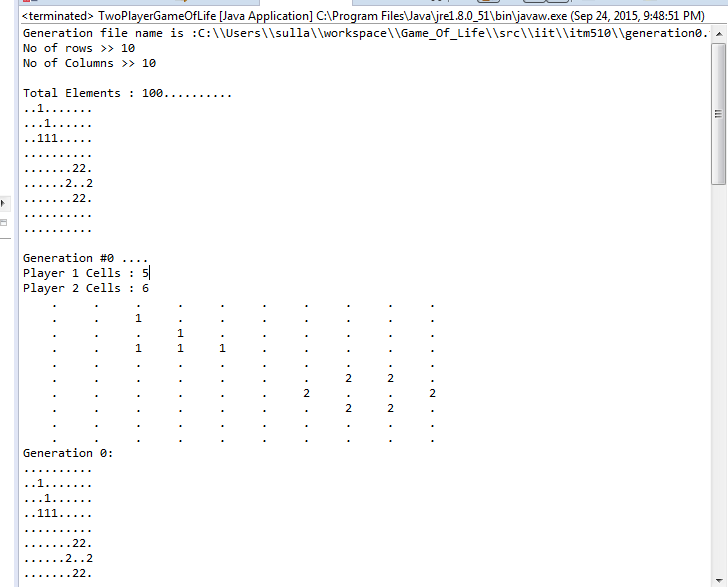 <terminated> TwoPlayerGameOfLife [Java Application] C:\Program Files\Java\jre1.8.0_51\bin\javaw.exe (Sep 24, 2015, 9:48:51 PM)
Generation file name is :C:\\Users\\sulla\\workspace\\Game_Of_Life\\src\\iit\\itm510\\generation0.
No of rows >> 10
No of Columns >> 10

Total Elements : 100..........
..1.......
...1......
..111.....
..........
.......22.
......2..2
.......22.
..........
..........

Generation #0 ....
Player 1 Cells : 5
Player 2 Cells : 6
. . . . . . . . . .
. . 1 . . . . . . .
. . . 1 . . . . . .
. . 1 1 1 . . . . .
. . . . . . . . . .
. . . . . . . 2 2 .
. . . . . . 2 . . 2
. . . . . . . 2 2 .
. . . . . . . . . .
. . . . . . . . . .
Generation 0:
..........
..1.......
...1......
..111.....
..........
.......22.
......2..2
.......22.